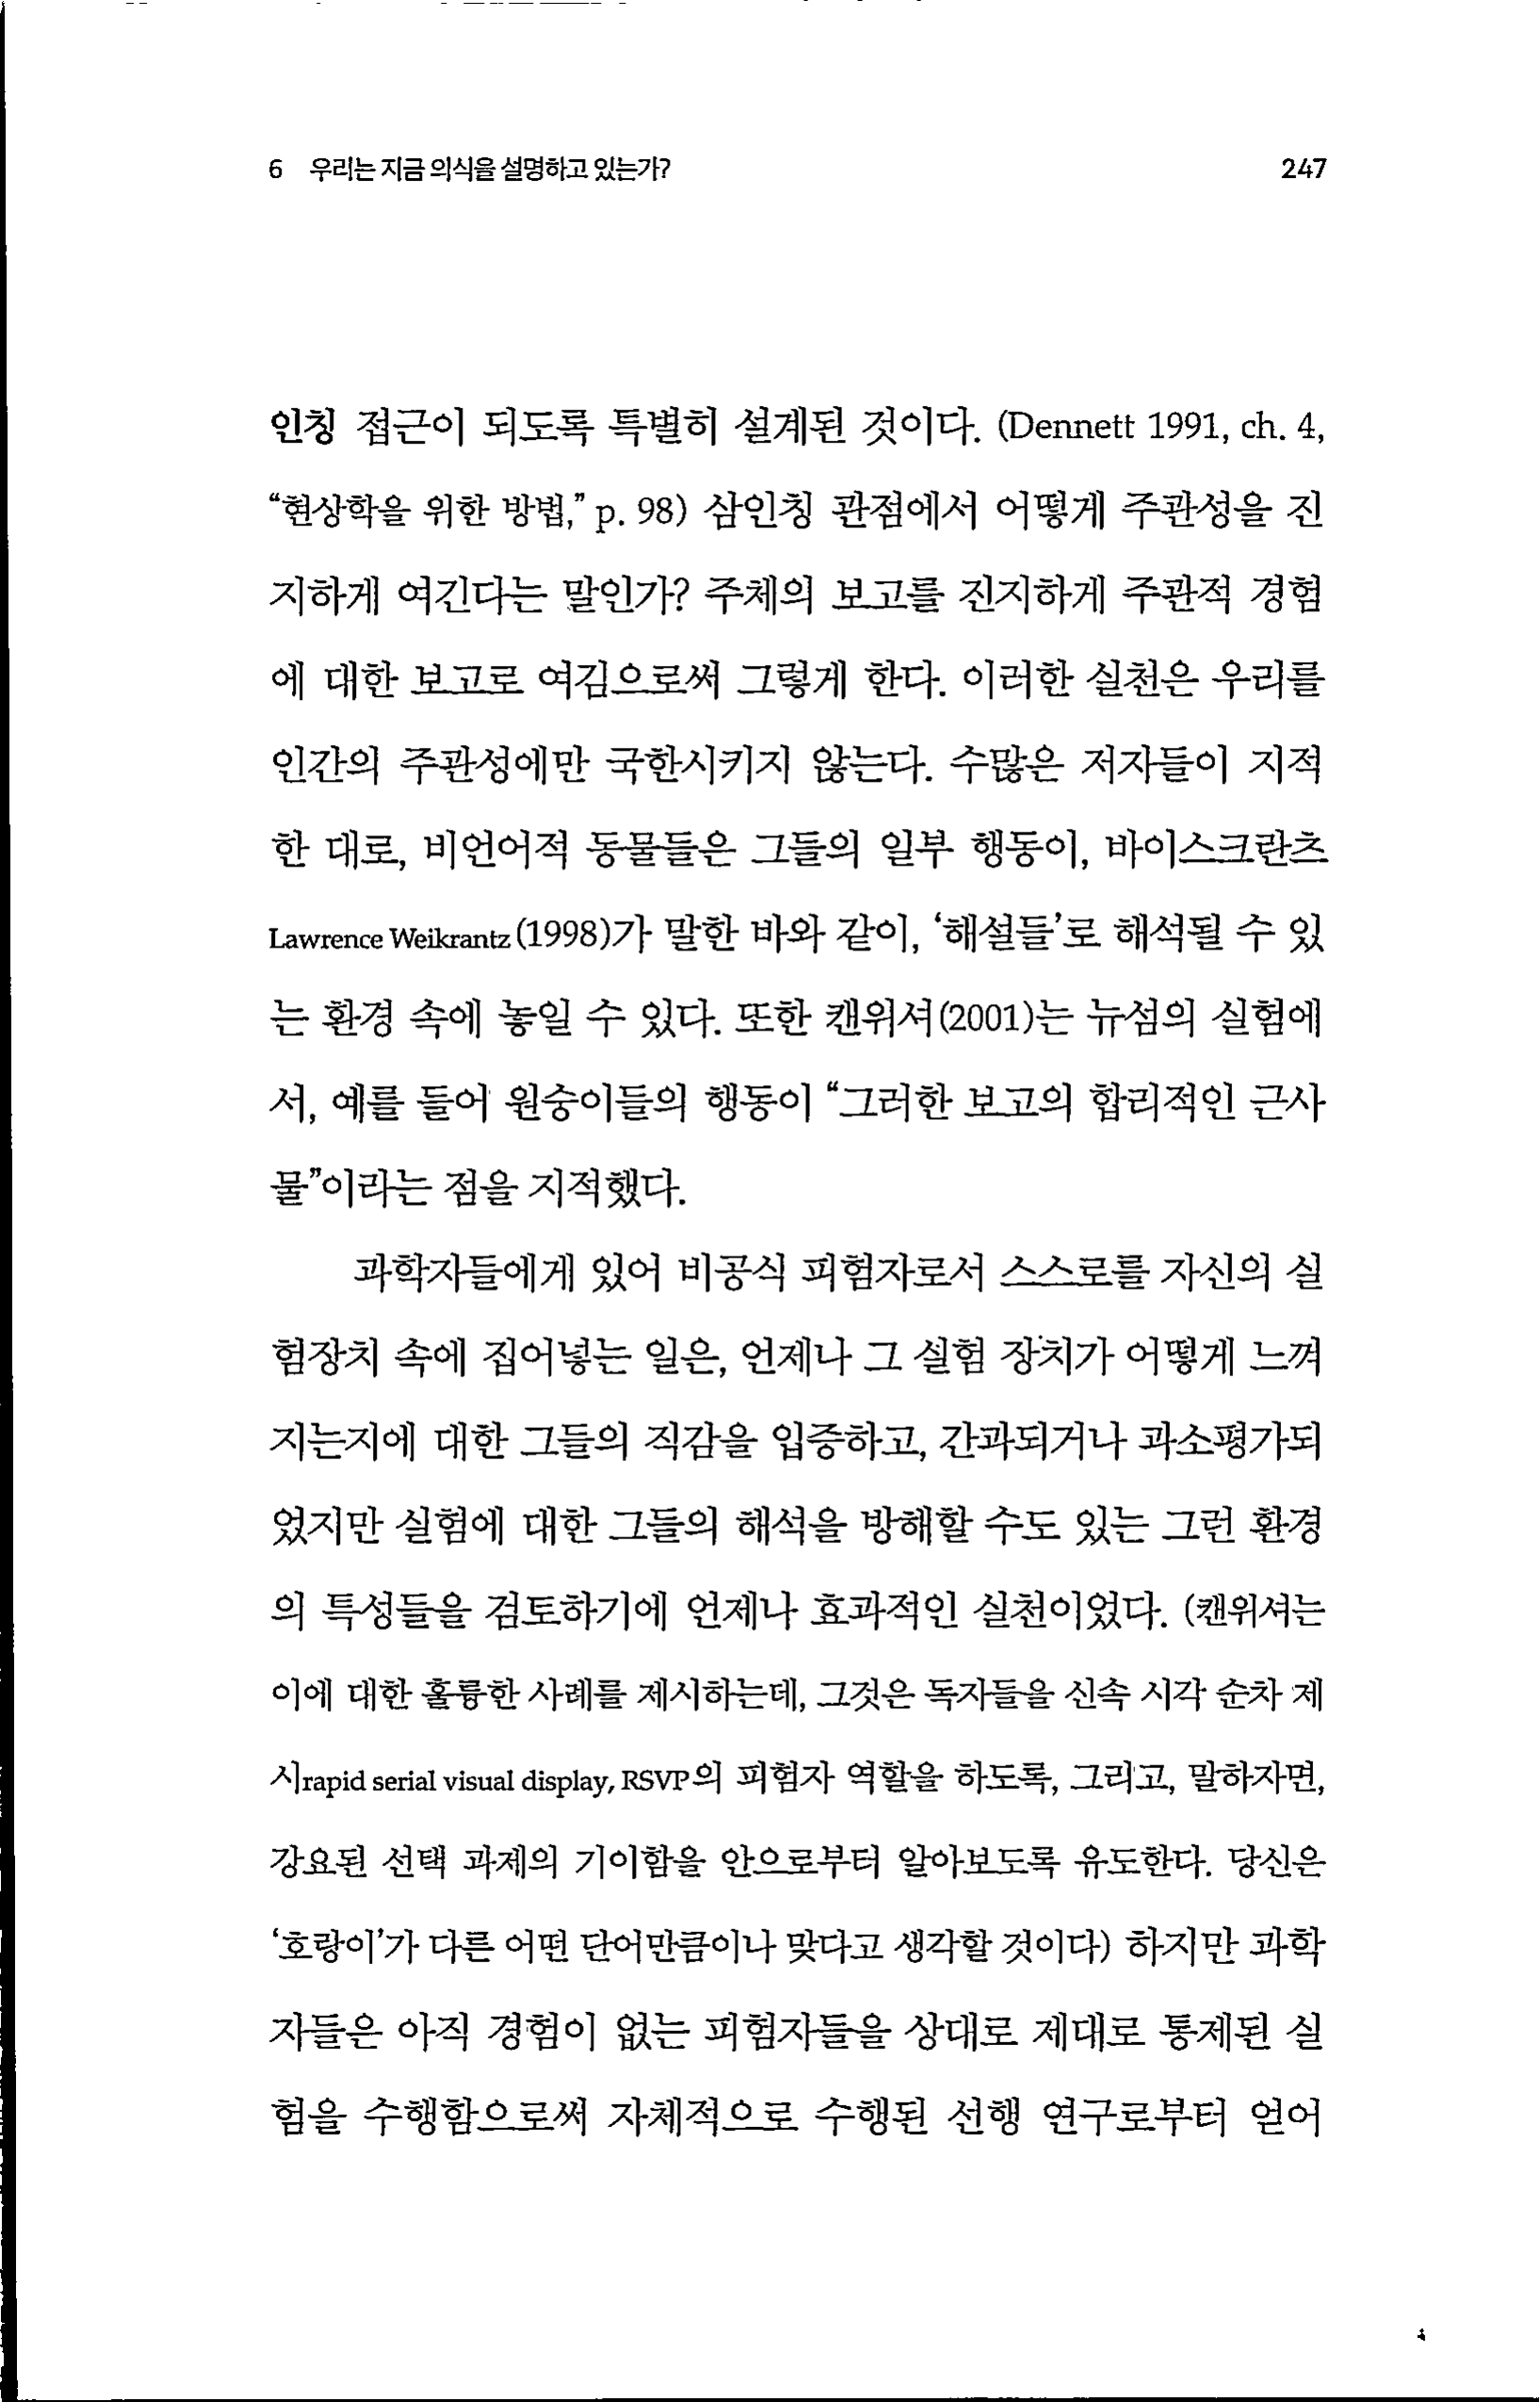 6 우리는 지금 의식을 설명하고 있는가? 247
인칭 접근이 되도록 특별히 설계된 것이다. (Dennett 1991, ch. 4,
“현상학을 위한 방법,” p. 98) 삼인칭 관점에서 어떻게 주관성을 진
지하게 여긴다는 말인가? 주체의 보고를 진지하게 주관적 경험
에 대한 보고로 여김으로써 그렇게 한다. 이러한 실천은 우리를
인간의 주관성에만 국한시키지 않는다. 수많은 저자들이 지적
한 대로, 비언어적 동물들은 그들의 일부 행동이, 바이스크란츠
Lawrence Weikrantz(1998)가 말한 바와 같이, ‘해설들’로 해석될 수 있
는 환경 속에 놓일 수 있다. 또한 캔위셔(2001)는 뉴섬의 실험에
서, 예를 들어 원숭이들의 행동이 “그러한 보고의 합리적인 근사
물”이라는 점을 지적했다.
과학자들에게 있어 비공식 피험자로서 스스로를 자신의 실
험장치 속에 집어넣는 일은, 언제나 그 실험 장치가 어떻게 느껴
지는지에 대한 그들의 직감을 입증하고, 간과되거나 과소평가되
었지만 실험에 대한 그들의 해석을 방해할 수도 있는 그런 환경
의 특성들을 검토하기에 언제나 효과적인 실천이었다. (캔위셔는
이에 대한 훌륭한 사례를 제시하는데, 그것은 독자들을 신속 시각 순차 제
시rapid serial visual display, RSVP의 피험자 역할을 하도록, 그리고, 말하자면,
강요된 선택 과제의 기이함을 안으로부터 알아보도록 유도한다. 당신은
‘호랑이’가 다른 어떤 단어만큼이나 맞다고 생각할 것이다) 하지만 과학
자들은 아직 경험이 없는 피험자들을 상대로 제대로 통제된 실
험을 수행함으로써 자체적으로 수행된 선행 연구로부터 얻어